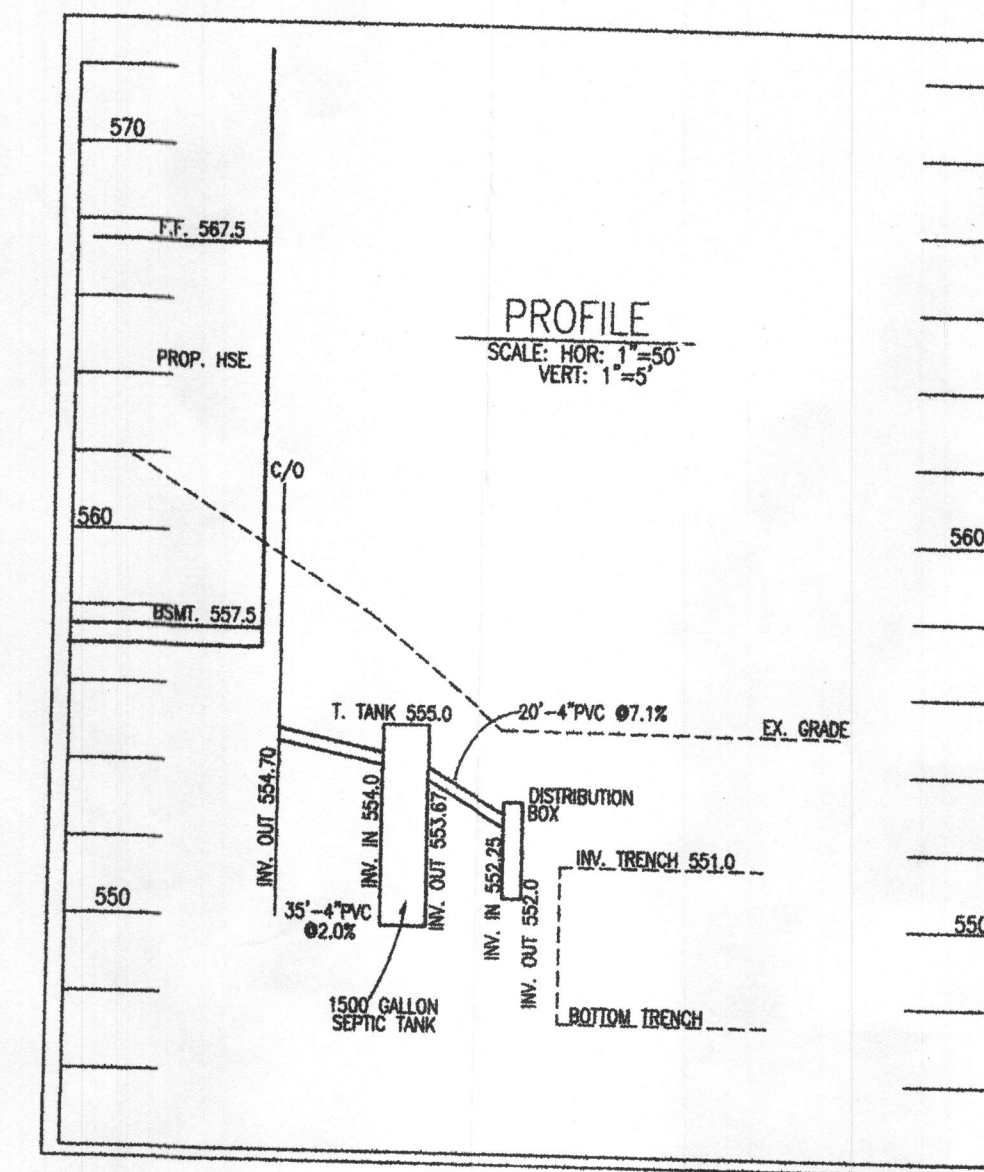 570
F.F. 567.5
PROFILE
SCALE: HOR: 1"=50'
VERT: 1"=5'
PROP. HSE.
C/O
560
560
BSMT. 557.5
T. TANK 555.0
20'-4"PVC @7.1%
EX. GRADE
INV. OUT 554.70
INV. IN 554.0
INV. OUT 553.67
DISTRIBUTION
BOX
INV. IN 552.25
INV. OUT 552.0
INV. TRENCH 551.0
550
550
35'-4"PVC
@2.0%
1500 GALLON
SEPTIC TANK
BOTTOM TRENCH